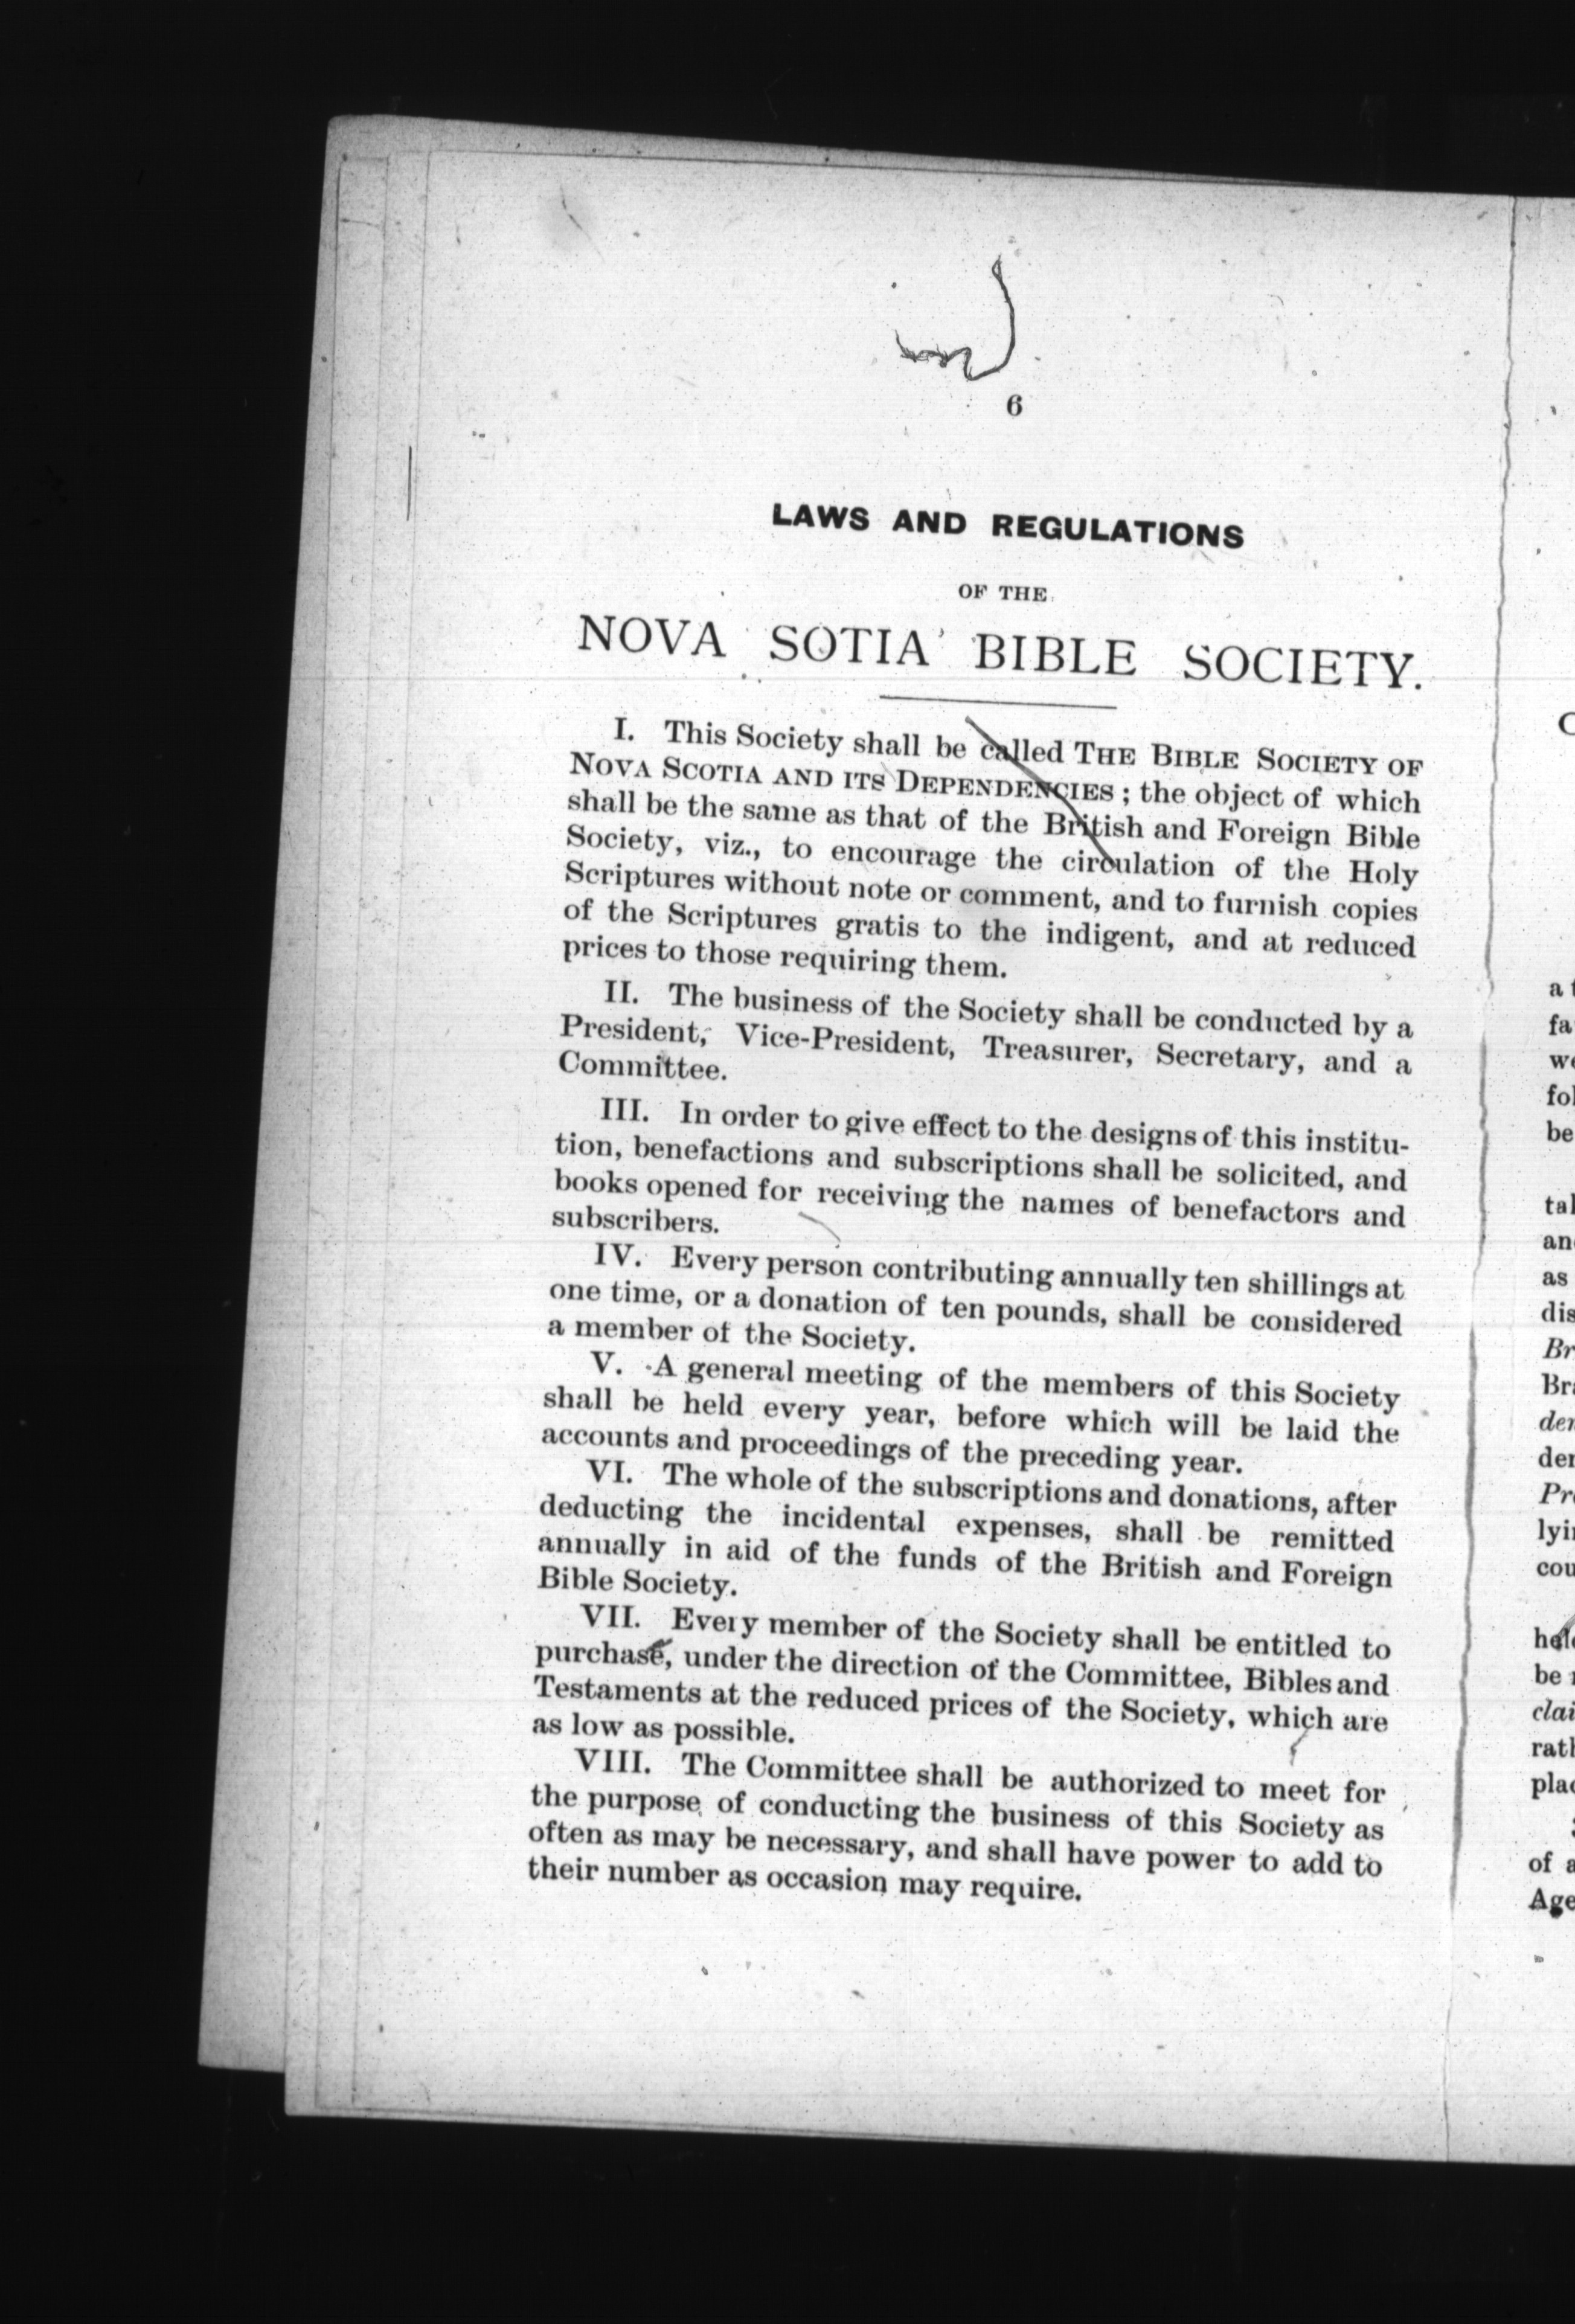 6
LAWS AND REGULATIONS
OF THE
NOVA SOTIA BIBLE SOCIETY.
I. This Society shall be called THE BIBLE SOCIETY OF
NOVA SCOTIA AND ITS DEPENDENCIES ; the object of which
shall be the same as that of the British and Foreign Bible
Society, viz., to encourage the circulation of the Holy
Scriptures without note or comment, and to furnish copies
of the Scriptures gratis to the indigent, and at reduced
prices to those requiring them.
II. The business of the Society shall be conducted by a
President, Vice-President, Treasurer, Secretary, and a
Committee.
III. In order to give effect to the designs of this institu-
tion, benefactions and subscriptions shall be solicited, and
books opened for receiving the names of benefactors and
subscribers.
IV. Every person contributing annually ten shillings at
one time, or a donation of ten pounds, shall be considered
a member of the Society.
V. A general meeting of the members of this Society
shall be held every year, before which will be laid the
accounts and proceedings of the preceding year.
VI. The whole of the subscriptions and donations, after
deducting the incidental expenses, shall be remitted
annually in aid of the funds of the British and Foreign
Bible Society.
VII. Every member of the Society shall be entitled to
purchase, under the direction of the Committee, Bibles and
Testaments at the reduced prices of the Society, which are
as low as possible.
VIII. The Committee shall be authorized to meet for
the purpose of conducting the business of this Society as
often as may be necessary, and shall have power to add to
their number as occasion may require.